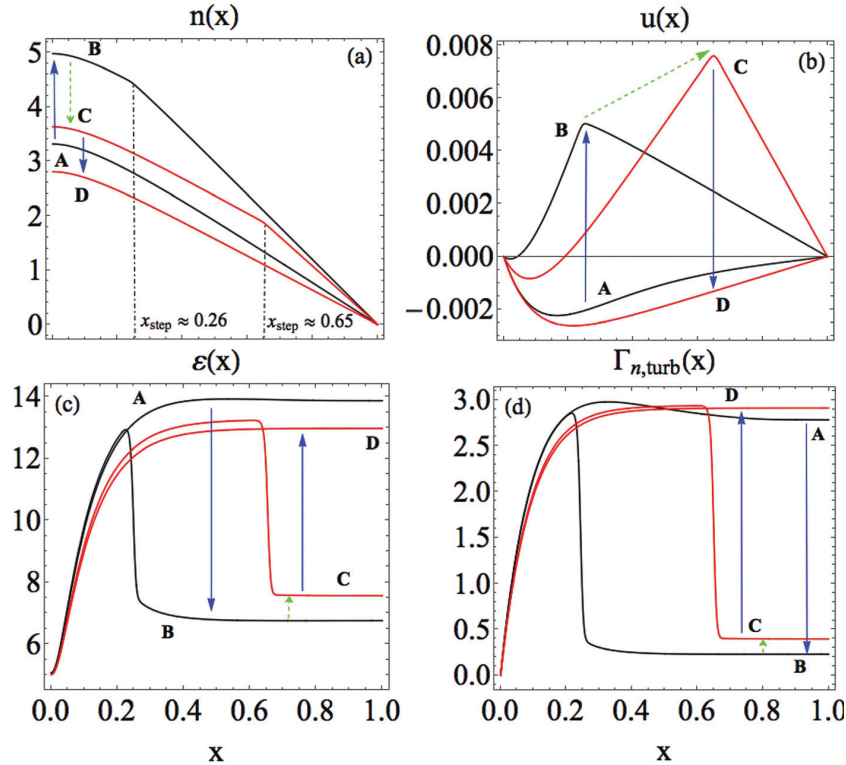 n(x)
(a)
5
4
3
2
1
0
B
C
A
D
x_step ≈ 0.26
x_step ≈ 0.65
u(x)
(b)
0.008
0.006
0.004
0.002
0.000
−0.002
B
C
A
D
ε(x)
(c)
14
12
10
8
6
A
D
C
B
0.0 0.2 0.4 0.6 0.8 1.0
x
Γ_n,turb(x)
(d)
3.0
2.5
2.0
1.5
1.0
0.5
0.0
D
A
C
B
0.0 0.2 0.4 0.6 0.8 1.0
x